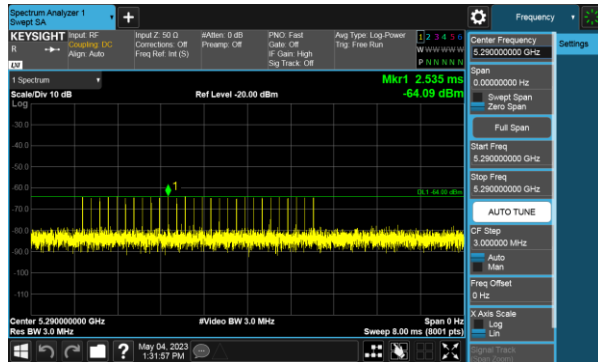 Spectrum Analyzer 1
Swept SA
Frequency
KEYSIGHT
Input: RF
Coupling: DC
Align: Auto
R
Input Z: 50 Ω
Corrections: Off
Freq Ref: Int (S)
#Atten: 0 dB
Preamp: Off
PNO: Fast
Gate: Off
IF Gain: High
Sig Track: Off
Avg Type: Log-Power
Trig: Free Run
1 2 3 4 5 6
W W W W W W
P N N N N N
LXI
1 Spectrum
Scale/Div 10 dB
Log
Ref Level -20.00 dBm
Mkr1 2.535 ms
-64.09 dBm
-30.0
-40.0
-50.0
-60.0
-70.0
-80.0
-90.0
-100
-110
1
DL1 -64.00 dBm
Center 5.290000000 GHz
Res BW 3.0 MHz
#Video BW 3.0 MHz
Span 0 Hz
Sweep 8.00 ms (8001 pts)
May 04, 2023
1:31:57 PM
Center Frequency
5.290000000 GHz
Settings
Span
0.00000000 Hz
Swept Span
Zero Span
Full Span
Start Freq
5.290000000 GHz
Stop Freq
5.290000000 GHz
AUTO TUNE
CF Step
3.000000 MHz
Auto
Man
Freq Offset
0 Hz
X Axis Scale
Log
Lin
Signal Track
(Span Zoom)